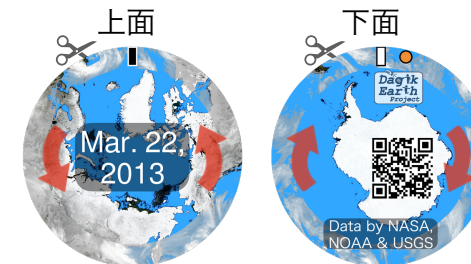 上面
下面
Mar. 22,
2013
Dagik
Earth
Project
Data by NASA,
NOAA & USGS